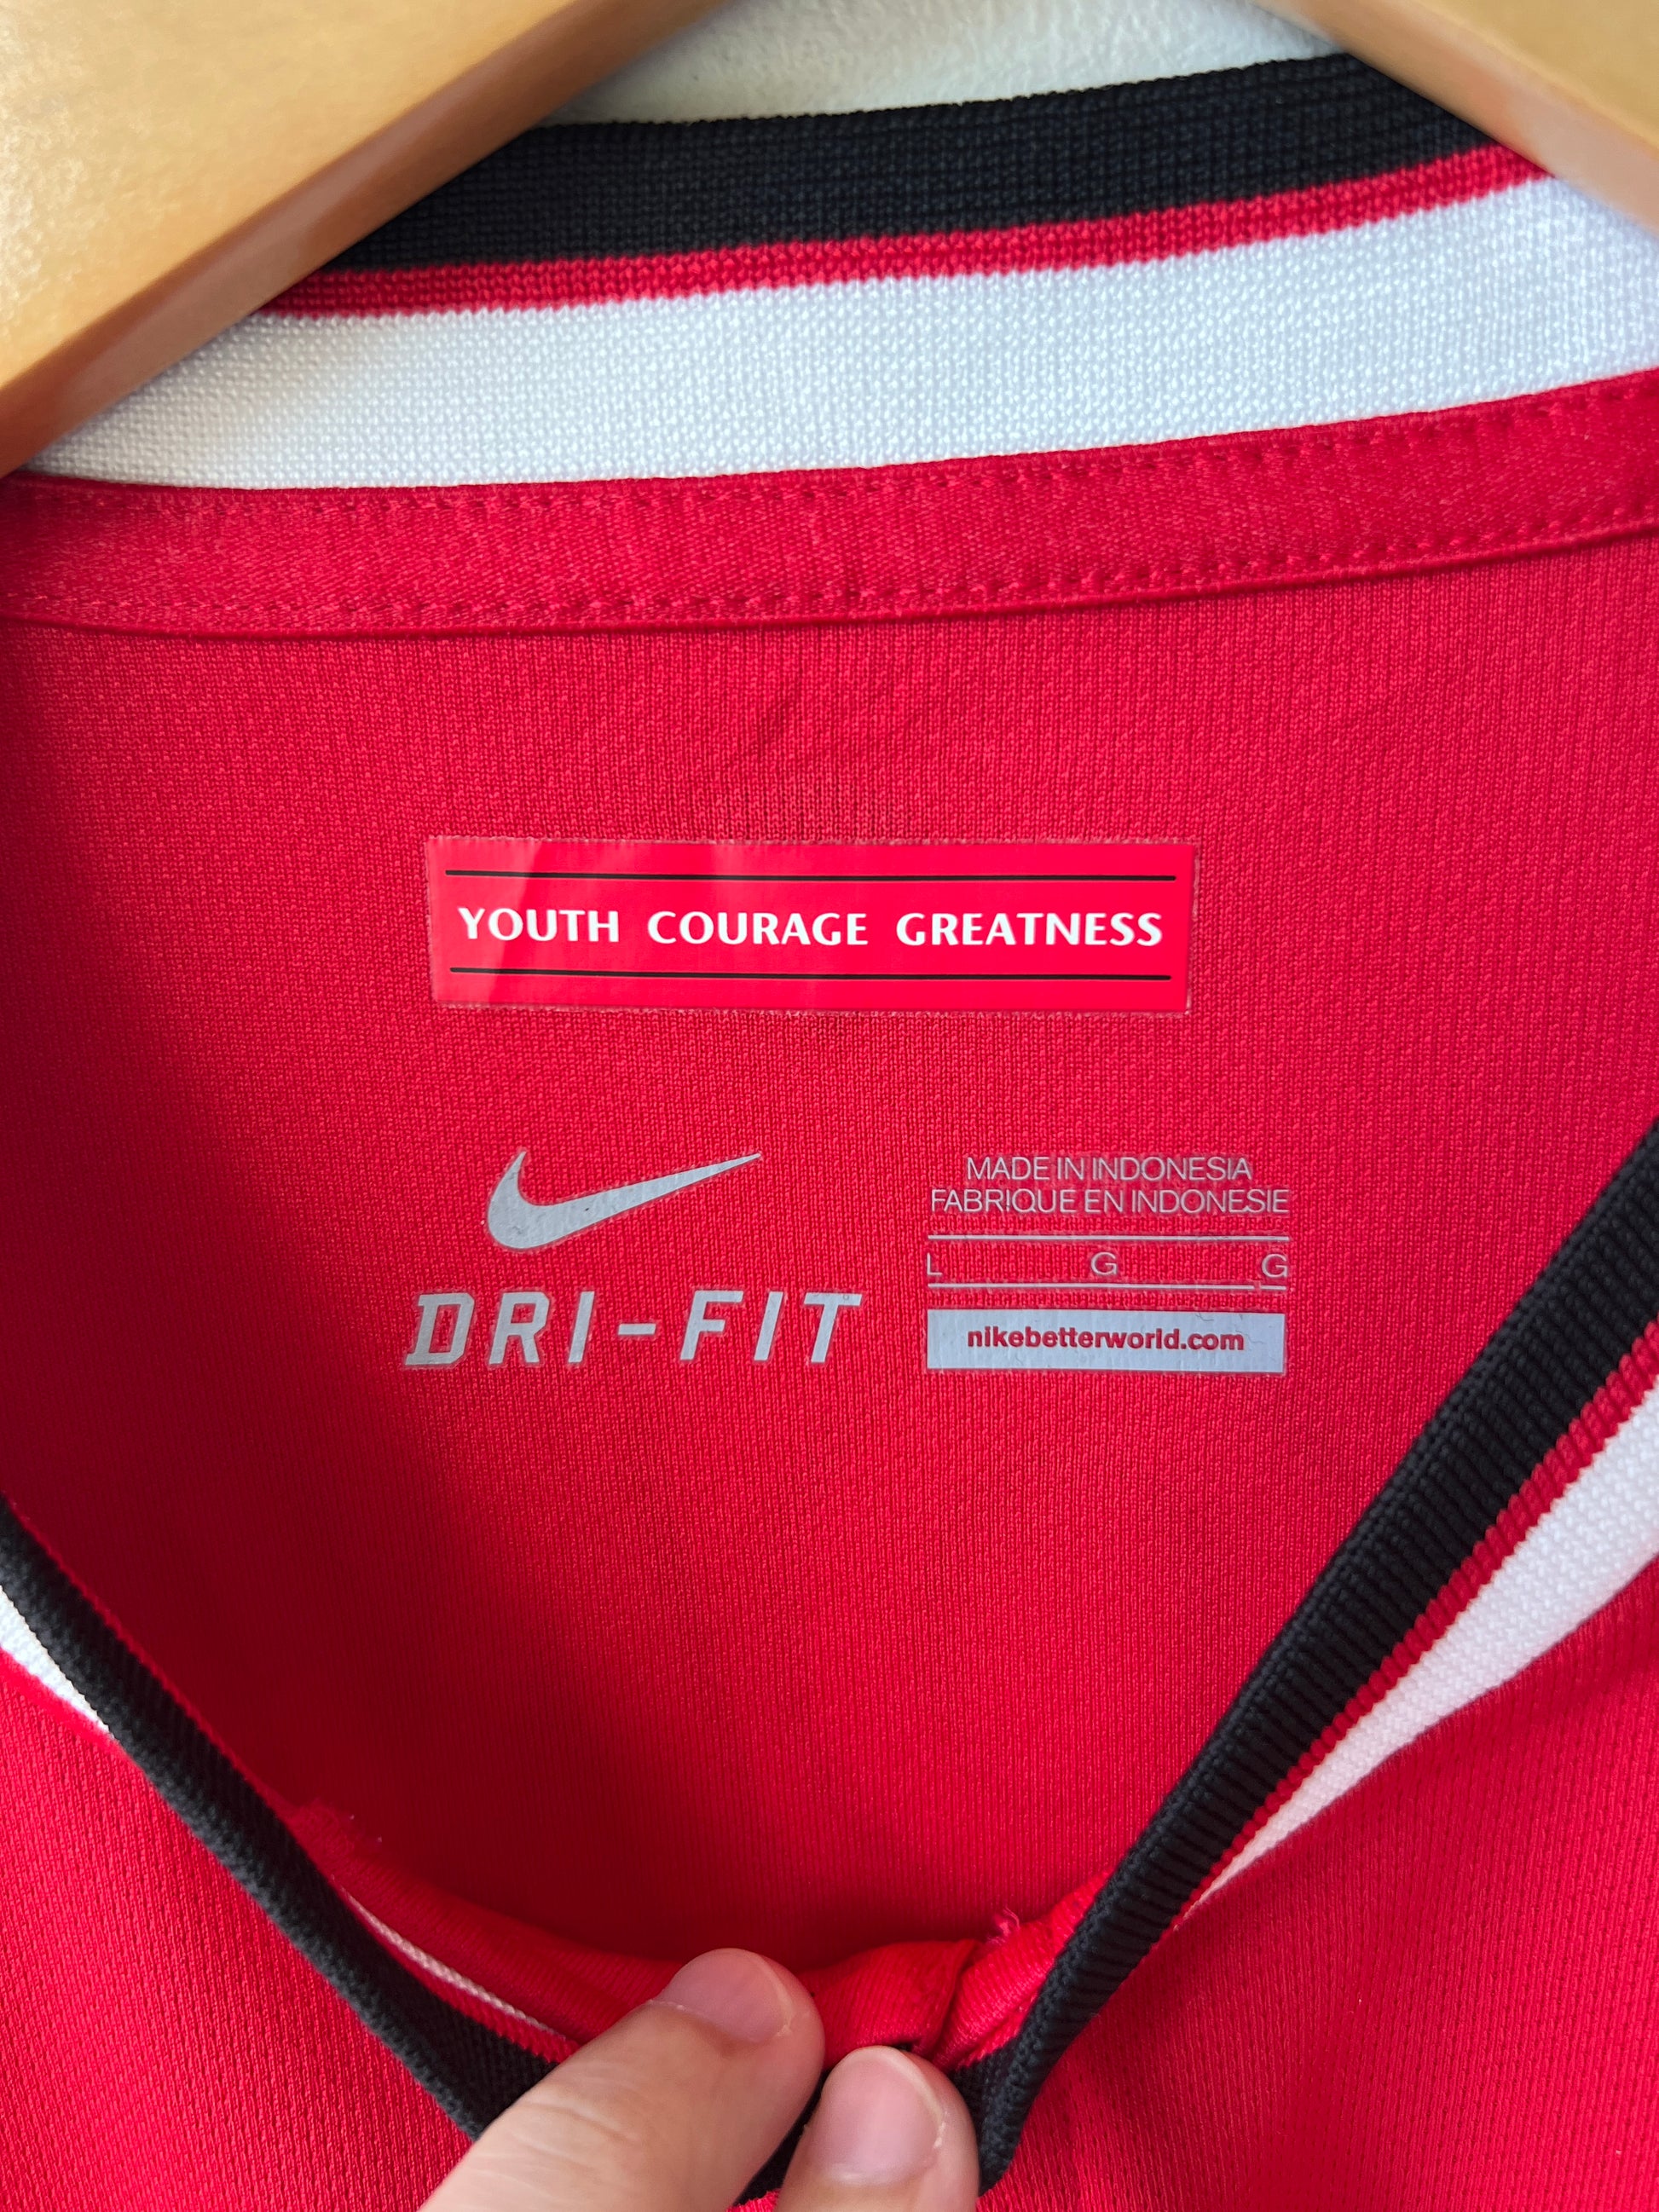 YOUTH COURAGE GREATNESS
DRI-FIT
MADE IN INDONESIA
FABRIQUE EN INDONESIE
L G G
nikebetterworld.com